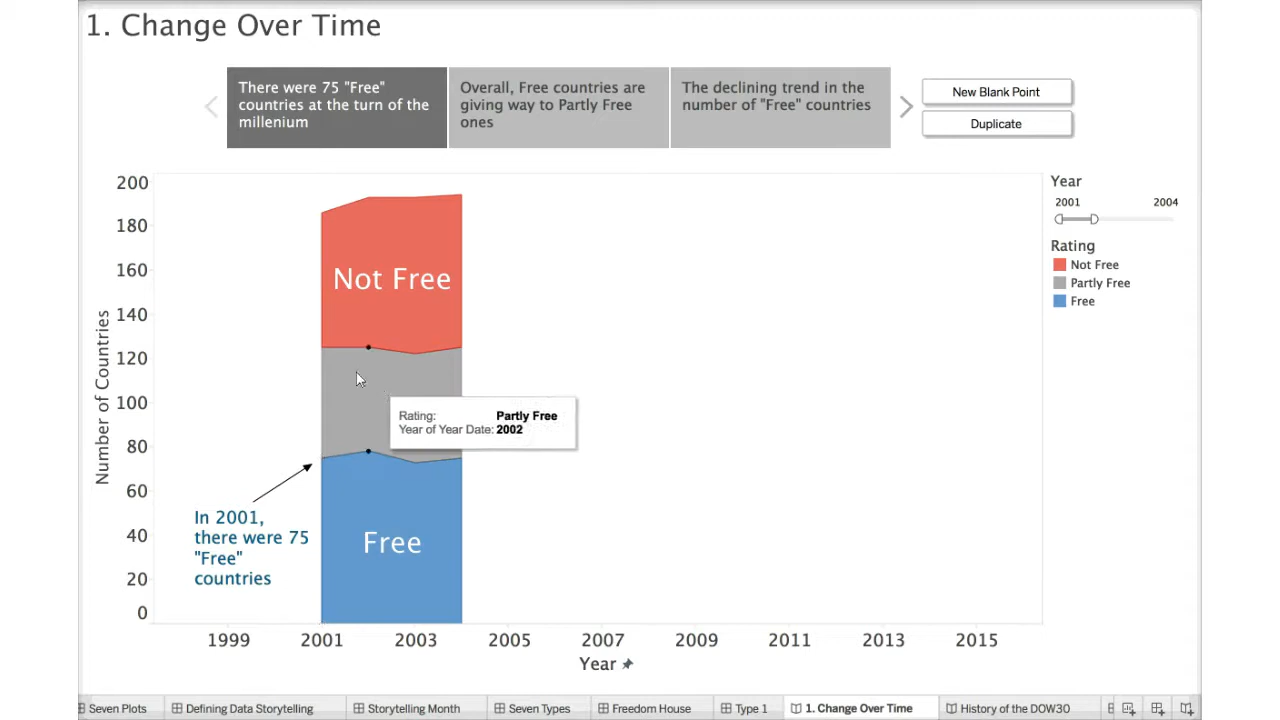 1. Change Over Time
There were 75 "Free"
countries at the turn of the
millenium
Overall, Free countries are
giving way to Partly Free
ones
The declining trend in the
number of "Free" countries
New Blank Point
Duplicate
200
180
160
140
120
100
80
60
40
20
0
Number of Countries
Not Free
Rating: Partly Free
Year of Year Date: 2002
In 2001,
there were 75
"Free"
countries
Free
1999 2001 2003 2005 2007 2009 2011 2013 2015
Year
Year
2001 2004
Rating
Not Free
Partly Free
Free
Seven Plots Defining Data Storytelling Storytelling Month Seven Types Freedom House Type 1 1. Change Over Time History of the DOW30